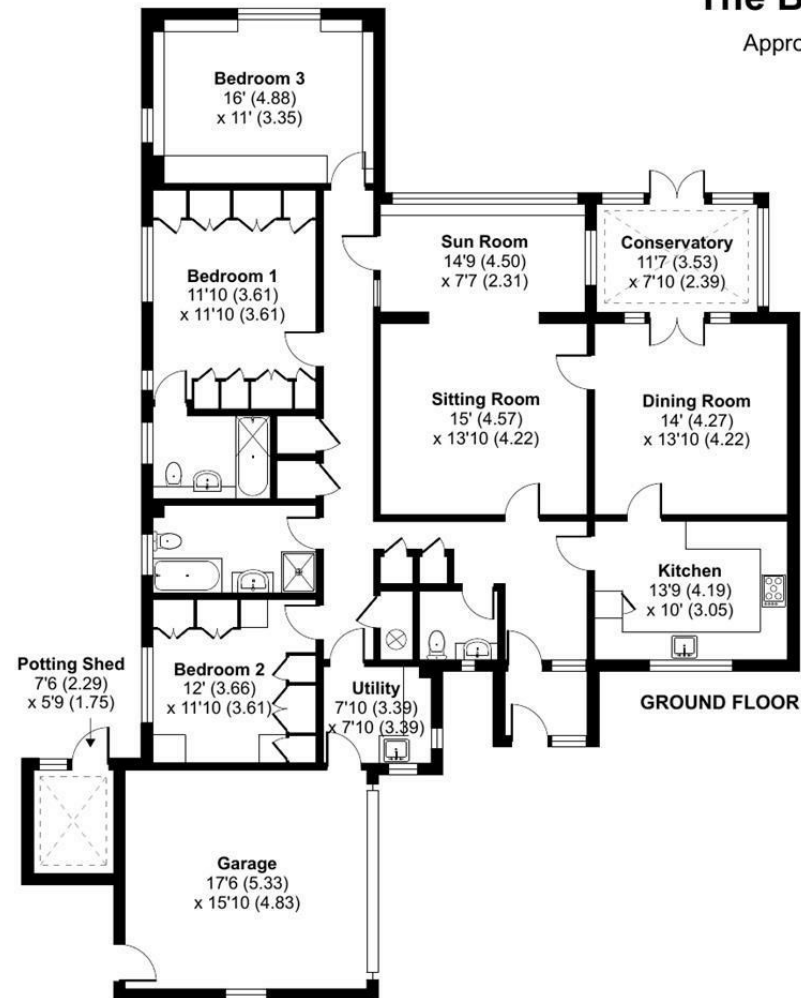 The B
Appro
Bedroom 3
16' (4.88)
x 11' (3.35)
Sun Room
14'9 (4.50)
x 7'7 (2.31)
Conservatory
11'7 (3.53)
x 7'10 (2.39)
Bedroom 1
11'10 (3.61)
x 11'10 (3.61)
Sitting Room
15' (4.57)
x 13'10 (4.22)
Dining Room
14' (4.27)
x 13'10 (4.22)
Kitchen
13'9 (4.19)
x 10' (3.05)
Potting Shed
7'6 (2.29)
x 5'9 (1.75)
Bedroom 2
12' (3.66)
x 11'10 (3.61)
Utility
7'10 (3.39)
x 7'10 (3.39)
GROUND FLOOR
Garage
17'6 (5.33)
x 15'10 (4.83)